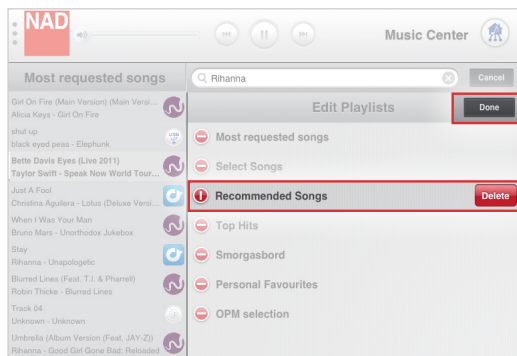 NAD
Music Center
Most requested songs
Rihanna
Cancel
Girl On Fire (Main Version) (Main Versi...
Alicia Keys - Girl On Fire
shut up
black eyed peas - Elephunk
Bette Davis Eyes (Live 2011)
Taylor Swift - Speak Now World Tour...
Just A Fool
Christina Aguilera - Lotus (Deluxe Versi...
When I Was Your Man
Bruno Mars - Unorthodox Jukebox
Stay
Rihanna - Unapologetic
Blurred Lines (Feat. T.I. & Pharrell)
Robin Thicke - Blurred Lines
Track 04
Unknown - Unknown
Umbrella (Album Version (Feat. JAY-Z))
Rihanna - Good Girl Gone Bad: Reloaded
Edit Playlists
Done
Most requested songs
Select Songs
Recommended Songs
Delete
Top Hits
Smorgasbord
Personal Favourites
OPM selection